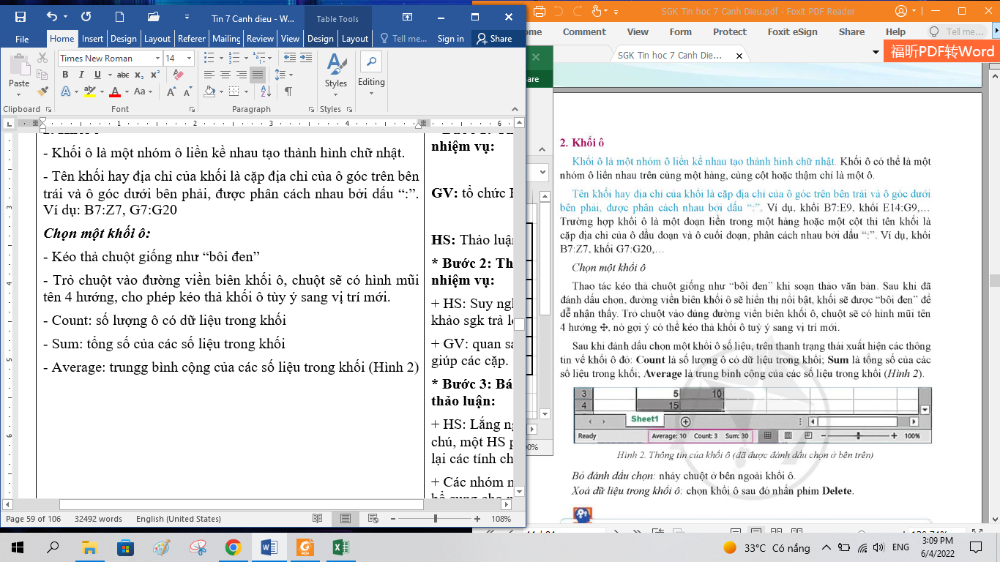 Tin 7 Canh dieu - W...
Table Tools
File
Home
Insert
Design
Layout
Referer
Mailing
Review
View
Design
Layout
Tell me...
Sign in
Share
Times New Roman
14
Paste
B I U abc x₂ x²
Aa
Styles
Editing
Clipboard
Font
Paragraph
Styles
- Khối ô là một nhóm ô liền kề nhau tạo thành hình chữ nhật.
- Tên khối hay địa chỉ của khối là cặp địa chỉ của ô góc trên bên
trái và ô góc dưới bên phải, được phân cách nhau bởi dấu “:”.
Ví dụ: B7:Z7, G7:G20
Chọn một khối ô:
- Kéo thả chuột giống như “bôi đen”
- Trỏ chuột vào đường viền biên khối ô, chuột sẽ có hình mũi
tên 4 hướng, cho phép kéo thả khối ô tùy ý sang vị trí mới.
- Count: số lượng ô có dữ liệu trong khối
- Sum: tổng số của các số liệu trong khối
- Average: trungg bình cộng của các số liệu trong khối (Hình 2)
nhiệm vụ:
GV: tổ chức
HS: Thảo luận
* Bước 2: Th
nhiệm vụ:
+ HS: Suy ngh
khảo sgk trả l
+ GV: quan sá
giúp các cặp.
* Bước 3: Bá
thảo luận:
+ HS: Lắng ng
chú, một HS p
lại các tính ch
+ Các nhóm n
Page 59 of 106
32492 words
English (United States)
108%
SGK Tin hoc 7 Canh Dieu.pdf - Foxit PDF Reader
ome
Comment
View
Form
Protect
Foxit eSign
Share
Help
Tell me...
SGK Tin hoc 7 Canh Die...
福昕PDF转Word
are
2. Khối ô
Khối ô là một nhóm ô liền kề nhau tạo thành hình chữ nhật. Khối ô có thể là một
nhóm ô liền nhau trên cùng một hàng, cùng cột hoặc thậm chí là một ô.
Tên khối hay địa chỉ của khối là cặp địa chỉ của ô góc trên bên trái và ô góc dưới
bên phải, được phân cách nhau bởi dấu “:”. Ví dụ, khối B7:E9, khối E14:G9,…
Trường hợp khối ô là một đoạn liền trong một hàng hoặc một cột thì tên khối là
cặp địa chỉ của ô đầu đoạn và ô cuối đoạn, phân cách nhau bởi dấu “:”. Ví dụ, khối
B7:Z7, khối G7:G20,…
Chọn một khối ô
Thao tác kéo thả chuột giống như “bôi đen” khi soạn thảo văn bản. Sau khi đã
đánh dấu chọn, đường viền biên khối ô sẽ hiển thị nổi bật, khối sẽ được “bôi đen” để
dễ nhận thấy. Trỏ chuột vào đúng đường viền biên khối ô, chuột sẽ có hình mũi tên
4 hướng, nó gợi ý có thể kéo thả khối ô tuỳ ý sang vị trí mới.
Sau khi đánh dấu chọn một khối ô số liệu, trên thanh trạng thái xuất hiện các thông
tin về khối ô đó: Count là số lượng ô có dữ liệu trong khối; Sum là tổng số của các
số liệu trong khối; Average là trung bình cộng của các số liệu trong khối (Hình 2).
3 5 10
4 15
Sheet1
Ready Average: 10 Count: 3 Sum: 30 100%
Hình 2. Thông tin của khối ô (đã được đánh dấu chọn ở bên trên)
Bỏ đánh dấu chọn: nháy chuột ở bên ngoài khối ô.
Xoá dữ liệu trong khối ô: chọn khối ô sau đó nhấn phím Delete.
33°C Có nắng
ENG
3:09 PM
6/4/2022